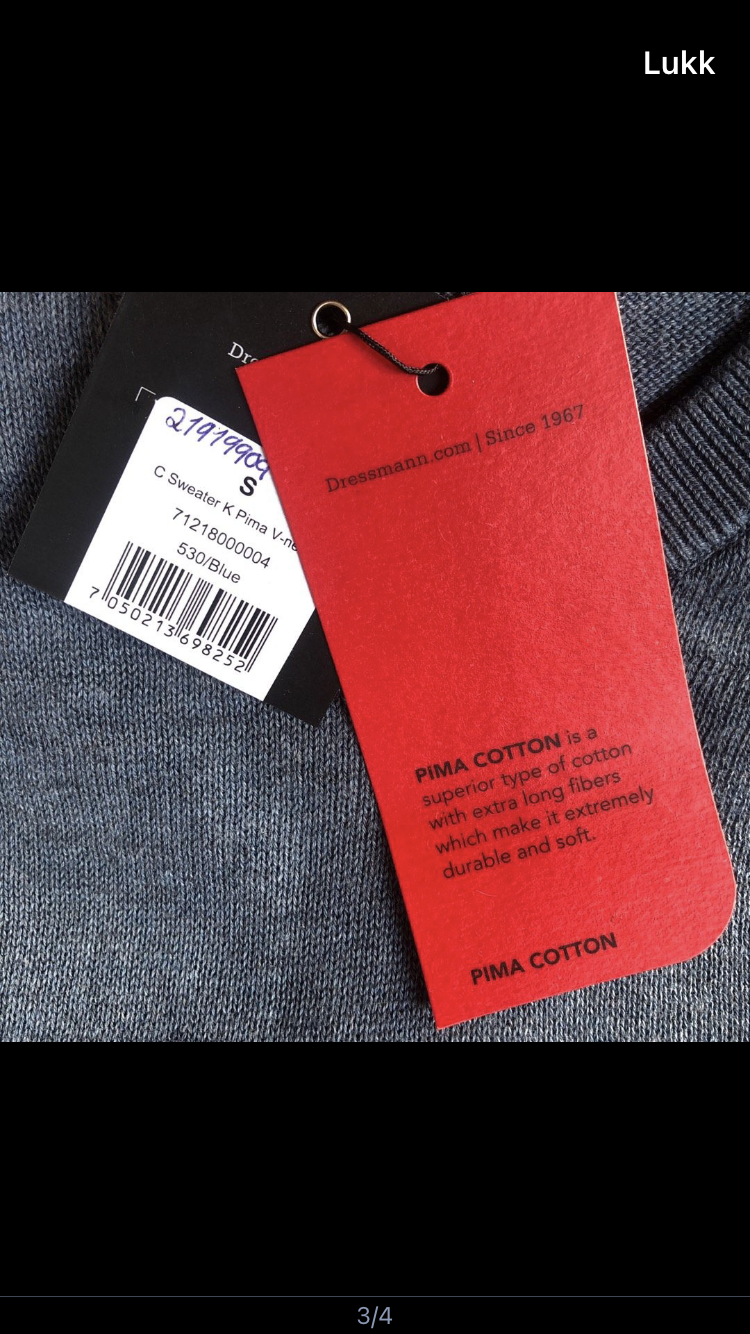 Lukk
Dressmann.com | Since 1967
21919909
S
C Sweater K Pima
71218000004
530/Blue
7 050213 698252
PIMA COTTON is a
superior type of cotton
with extra long fibers
which make it extremely
durable and soft.
PIMA COTTON
3/4